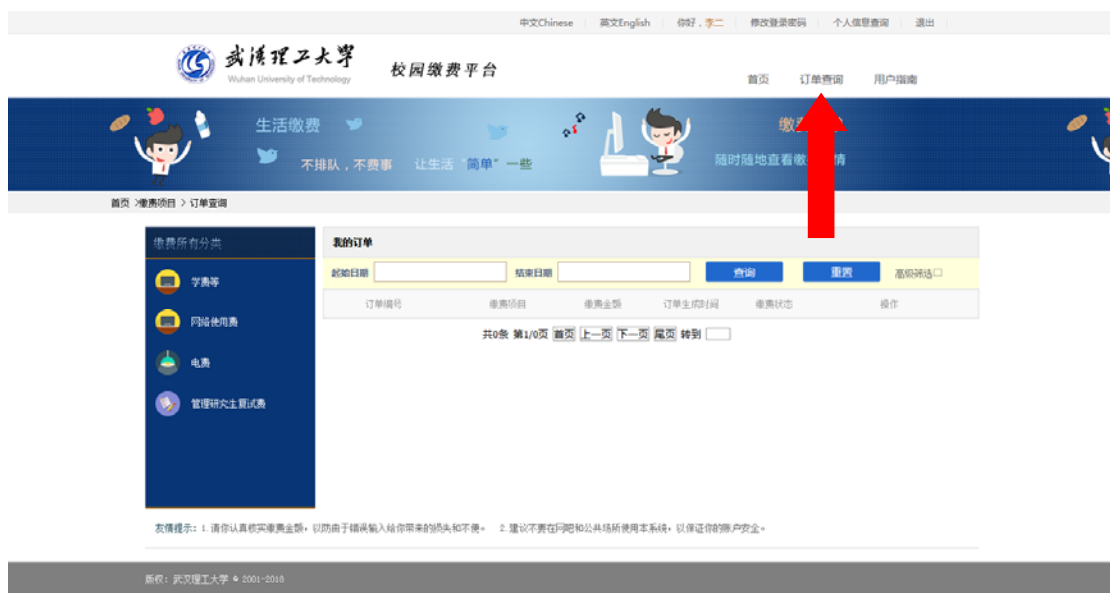 中文Chinese 英文English 你好，李二 修改登录密码 个人信息查询 退出
武漢理工大學
Wuhan University of Technology
校园缴费平台
首页 订单查询 用户指南
生活缴费
不排队，不费事 让生活“简单”一些
缴费
随时随地查看缴 情
首页 >缴费项目 > 订单查询
缴费所有分类
学费等
网络使用费
电费
管理研究生复试费
我的订单
起始日期 结束日期 查询 重置 高级筛选
订单编号 缴费项目 缴费金额 订单生成时间 缴费状态 操作
共0条 第1/0页 首页 上一页 下一页 尾页 转到
友情提示：1. 请你认真核实缴费金额，以防由于错误输入给你带来的损失和不便。 2. 建议不要在网吧和公共场所使用本系统，以保证你的账户安全。
版权：武汉理工大学 © 2001-2018